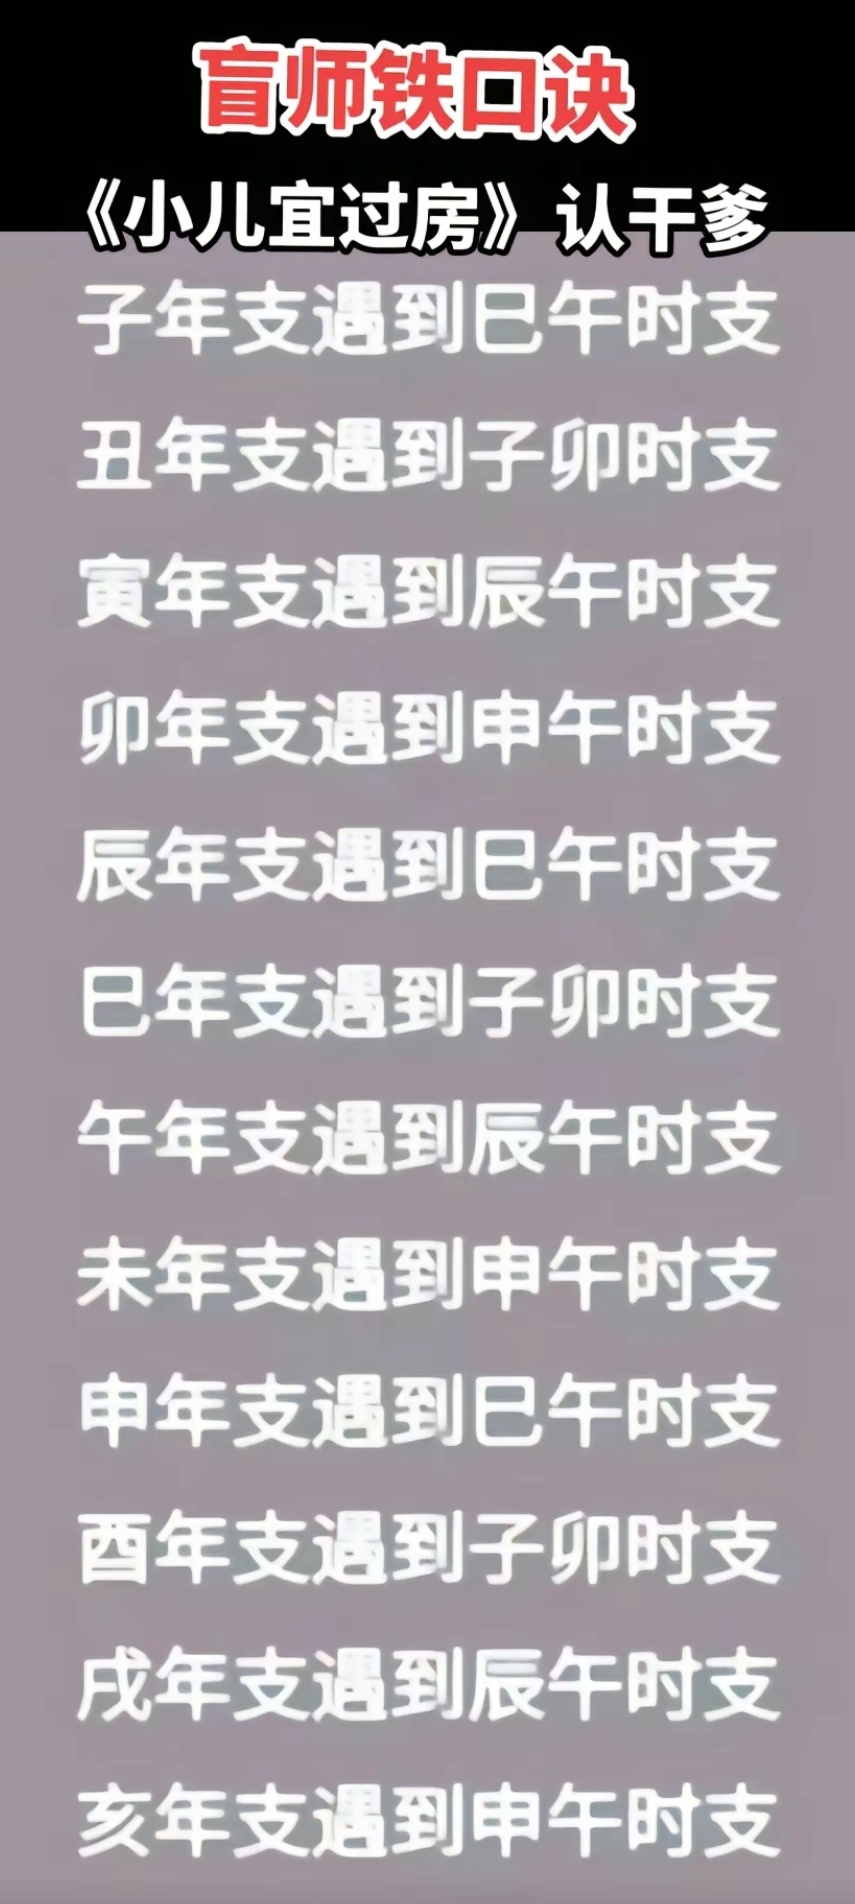 盲师铁口诀
《小儿宜过房》认干爹
子年支遇到巳午时支
丑年支遇到子卯时支
寅年支遇到辰午时支
卯年支遇到申午时支
辰年支遇到巳午时支
巳年支遇到子卯时支
午年支遇到辰午时支
未年支遇到申午时支
申年支遇到巳午时支
酉年支遇到子卯时支
戌年支遇到辰午时支
亥年支遇到申午时支